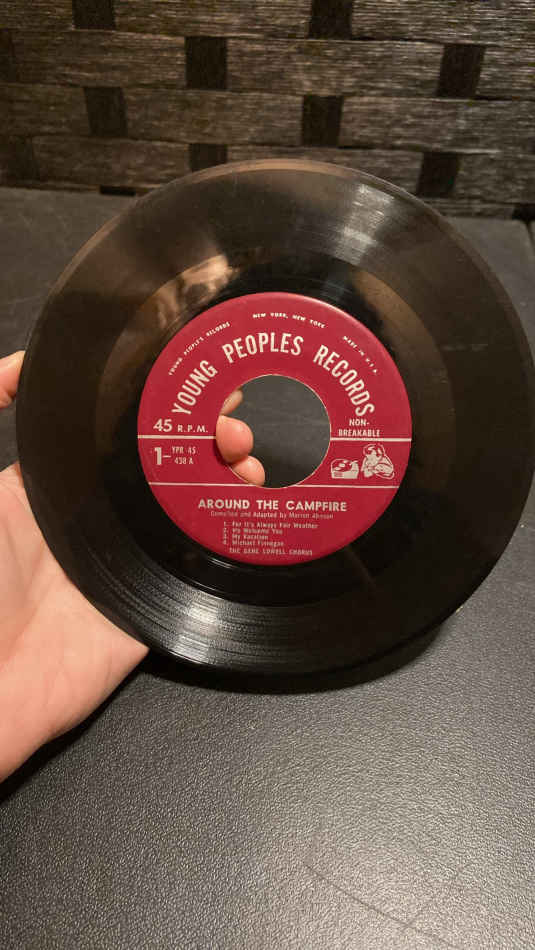 YOUNG PEOPLE'S RECORDS NEW YORK, NEW YORK MADE IN U.S.A.
YOUNG PEOPLES RECORDS
45 R.P.M.
NON-
BREAKABLE
1- YPR 45
438 A
AROUND THE CAMPFIRE
Compiled and Adapted by Marion Abeson
1. For It's Always Fair Weather
2. We Welcome You
3. My Vacation
4. Michael Finnegan
THE GENE LOWELL CHORUS